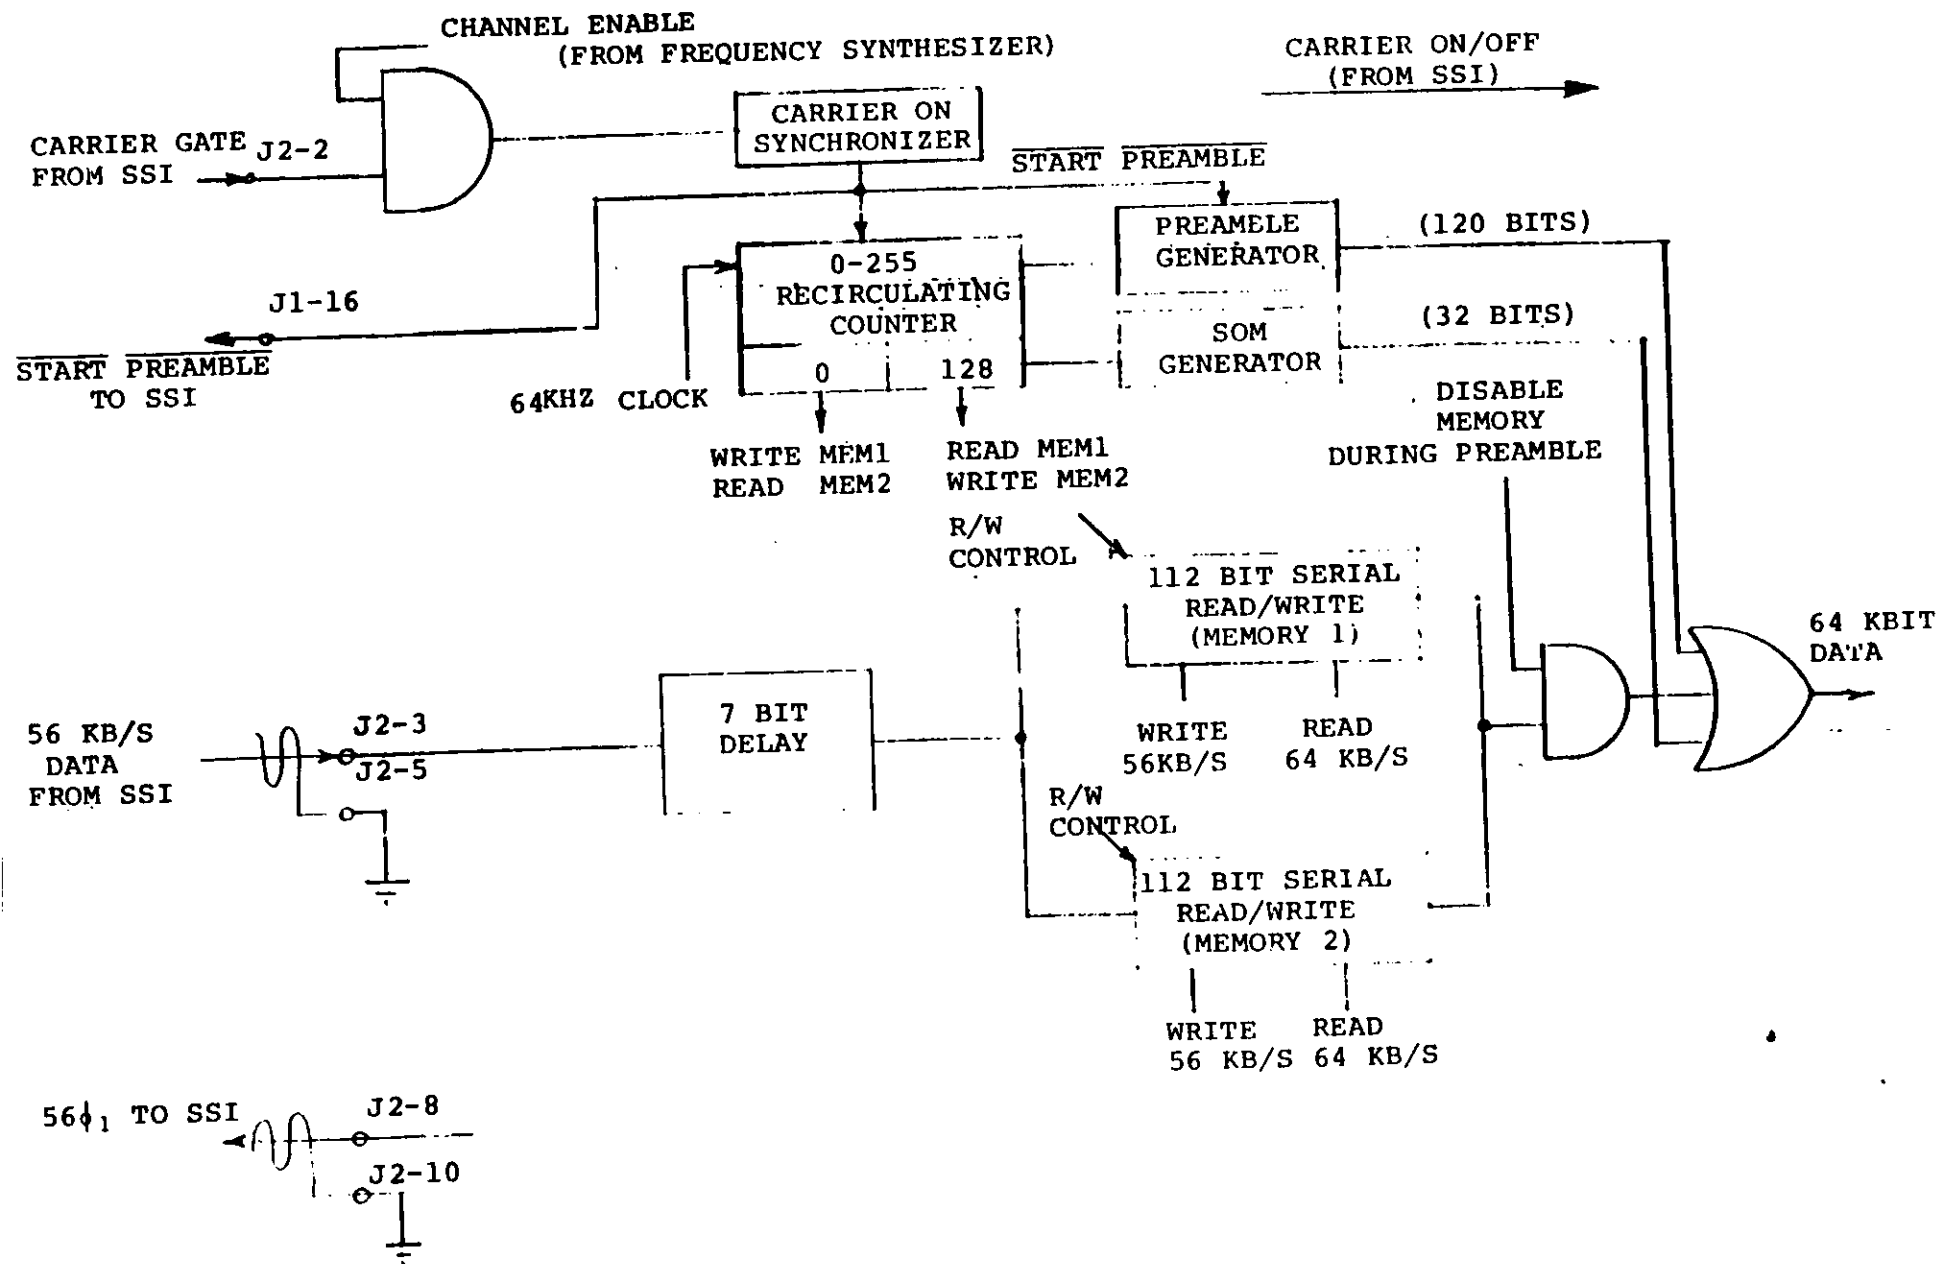 CHANNEL ENABLE
(FROM FREQUENCY SYNTHESIZER)
CARRIER ON/OFF
(FROM SSI)
CARRIER GATE
FROM SSI
J2-2
CARRIER ON
SYNCHRONIZER
START PREAMBLE
PREAMELE
GENERATOR
(120 BITS)
0-255
RECIRCULATING
COUNTER
0
128
J1-16
START PREAMBLE
TO SSI
64KHZ CLOCK
SOM
GENERATOR
(32 BITS)
WRITE MEM1
READ MEM2
READ MEM1
WRITE MEM2
DISABLE
MEMORY
DURING PREAMBLE
R/W
CONTROL
112 BIT SERIAL
READ/WRITE
(MEMORY 1)
WRITE
56KB/S
READ
64 KB/S
64 KBIT
DATA
56 KB/S
DATA
FROM SSI
J2-3
J2-5
7 BIT
DELAY
R/W
CONTROL
112 BIT SERIAL
READ/WRITE
(MEMORY 2)
WRITE
56 KB/S
READ
64 KB/S
56ϕ₁ TO SSI
J2-8
J2-10